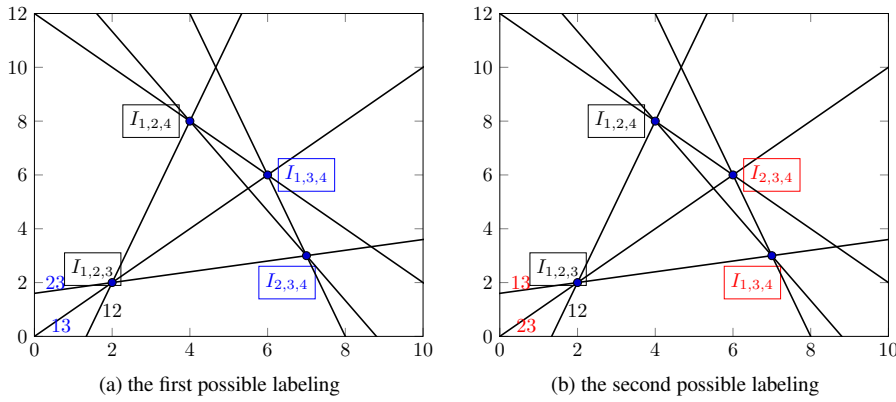 12 12
10 10
8 I1,2,4 8 I1,2,4
6 I1,3,4 6 I2,3,4
4 4
I1,2,3 I1,2,3
2 23 I2,3,4 2 13 I1,3,4
12 12
13 23
0 0
0 2 4 6 8 10 0 2 4 6 8 10
(a) the first possible labeling (b) the second possible labeling